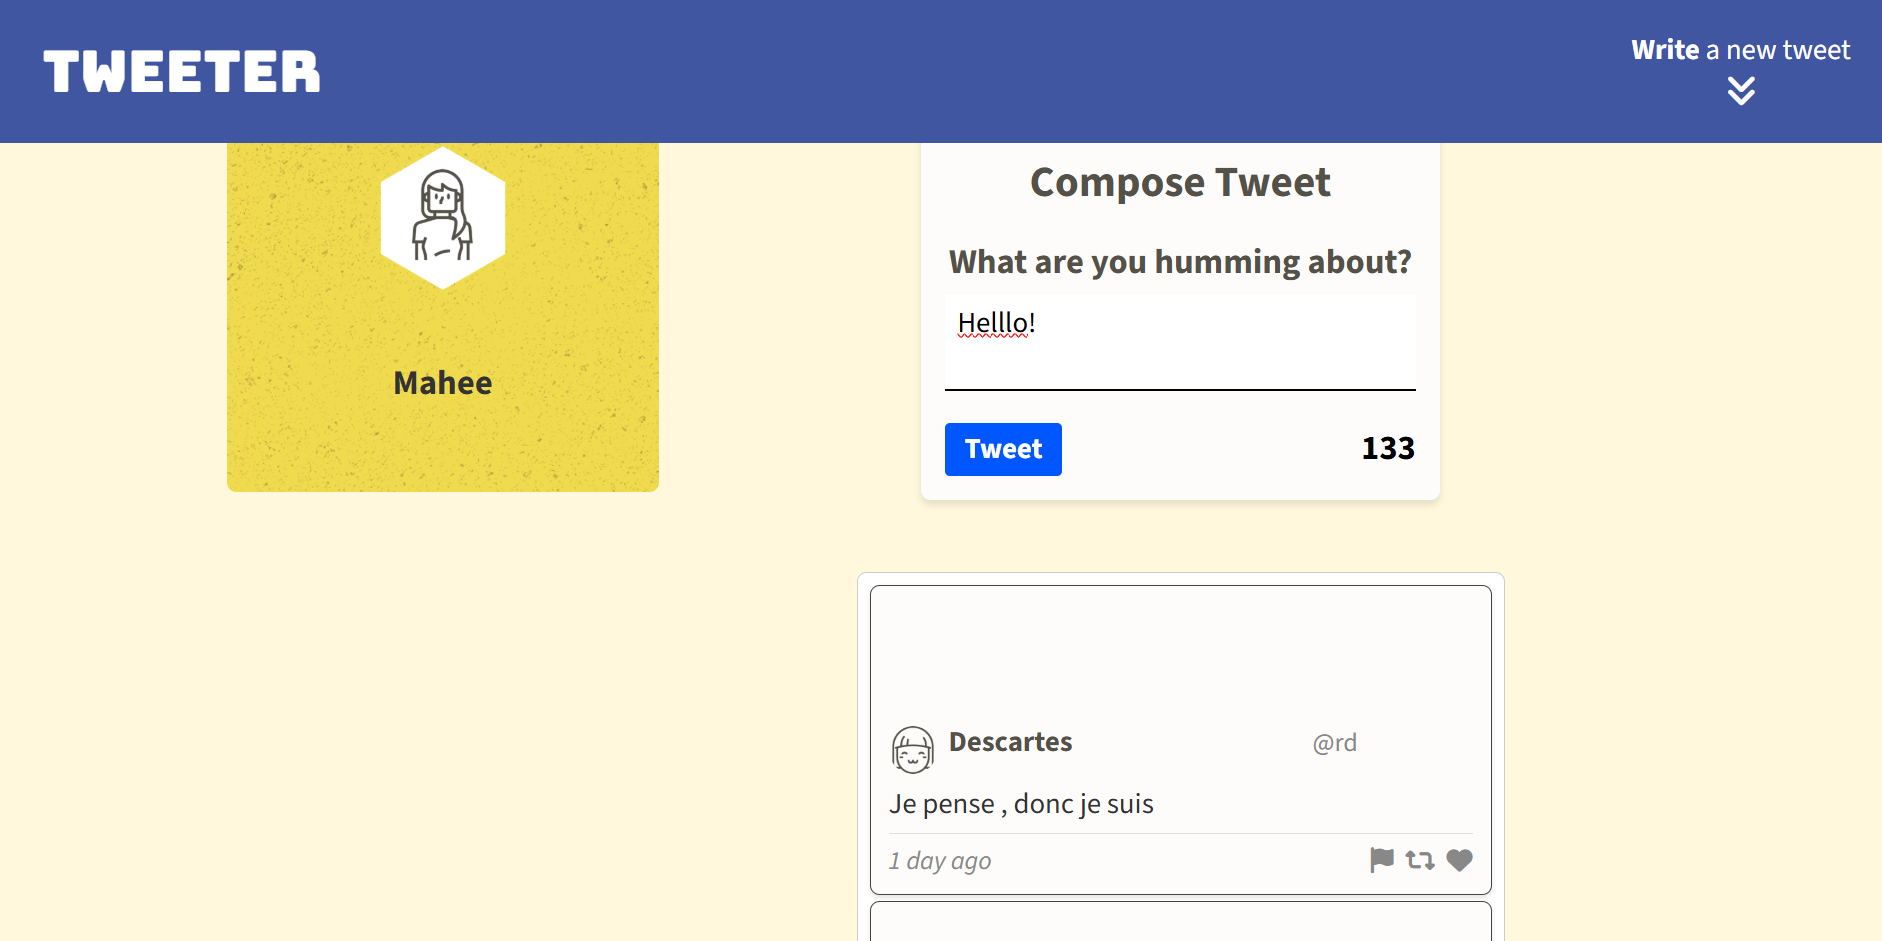 TWEETER
Write a new tweet
Mahee
Compose Tweet
What are you humming about?
Helllo!
Tweet
133
Descartes
@rd
Je pense , donc je suis
1 day ago